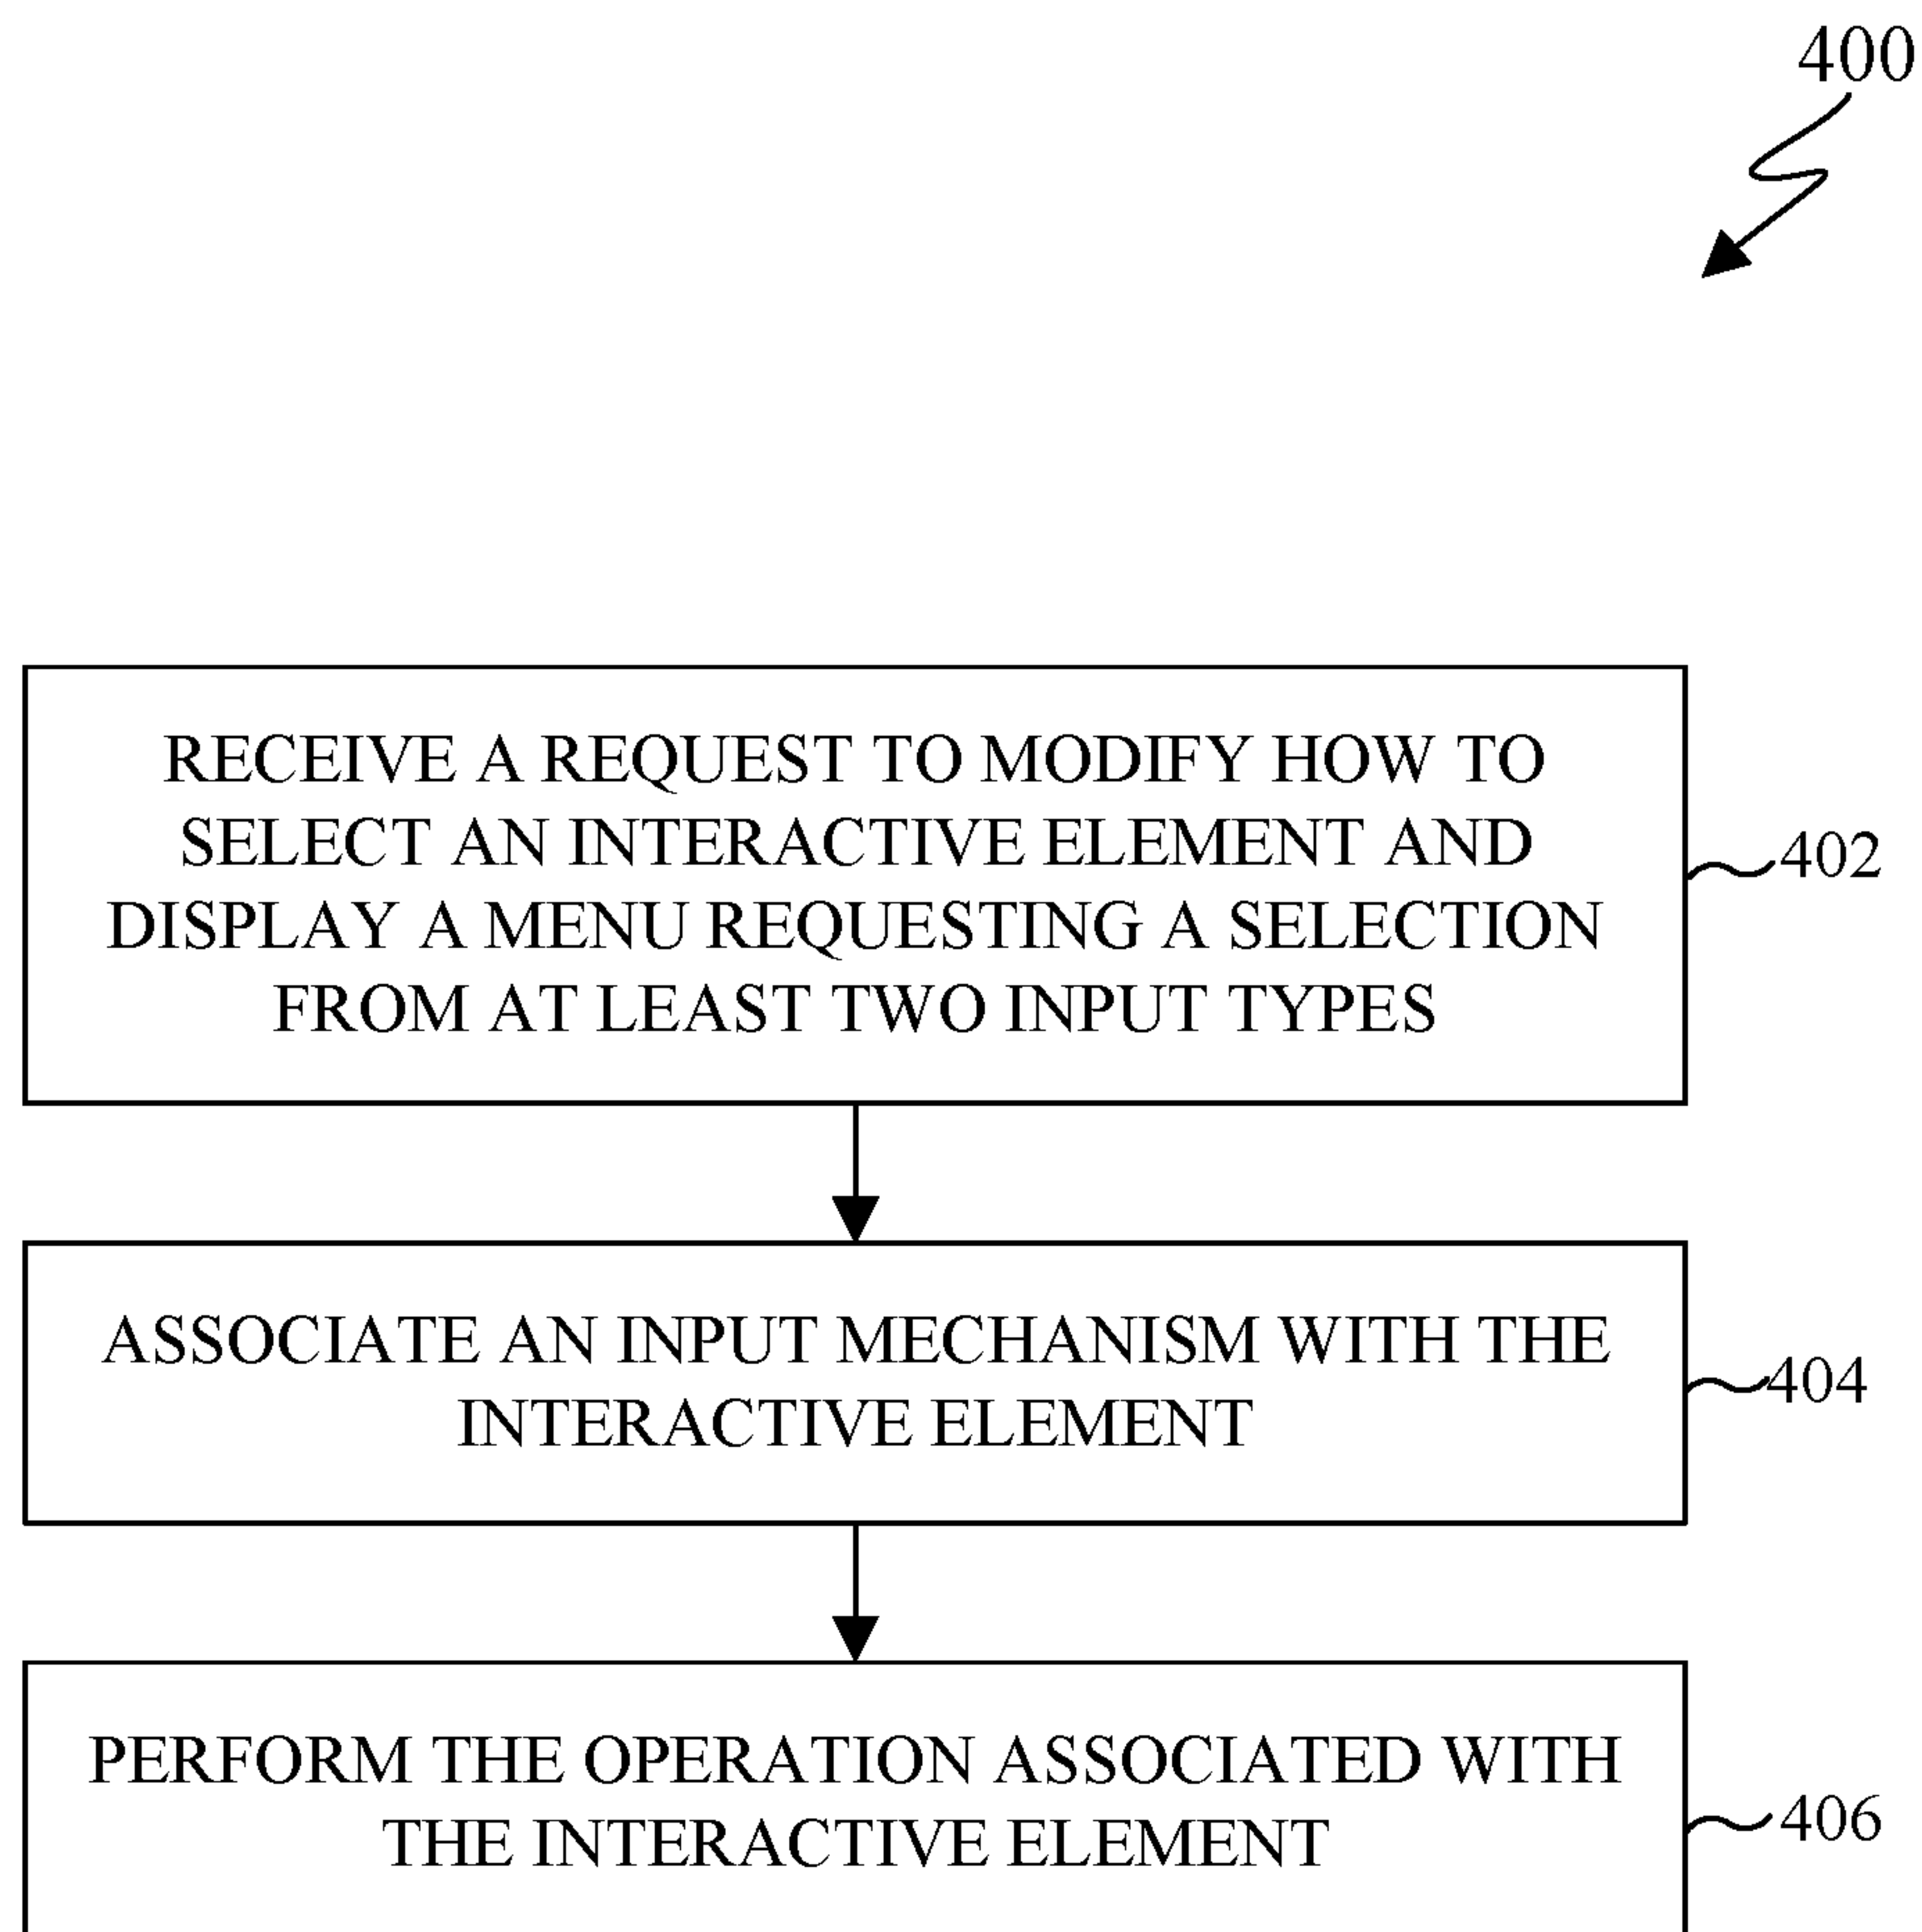 400
RECEIVE A REQUEST TO MODIFY HOW TO
SELECT AN INTERACTIVE ELEMENT AND
DISPLAY A MENU REQUESTING A SELECTION
FROM AT LEAST TWO INPUT TYPES
402
ASSOCIATE AN INPUT MECHANISM WITH THE
INTERACTIVE ELEMENT
404
PERFORM THE OPERATION ASSOCIATED WITH
THE INTERACTIVE ELEMENT
406